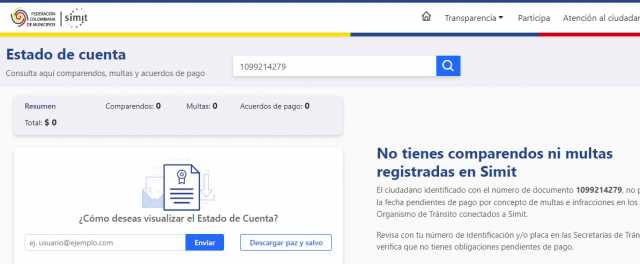 FEDERACIÓN
COLOMBIANA
DE MUNICIPIOS
simit
Transparencia
Participa
Atención al ciudadan
Estado de cuenta
Consulta aquí comparendos, multas y acuerdos de pago
1099214279
Resumen
Comparendos: 0
Multas: 0
Acuerdos de pago: 0
Total: $ 0
No tienes comparendos ni multas
registradas en Simit
El ciudadano identificado con el número de documento 1099214279, no p
la fecha pendientes de pago por concepto de multas e infracciones en los
Organismo de Tránsito conectados a Simit.
Revisa con tu número de identificación y/o placa en las Secretarías de Trán
verifica que no tienes obligaciones pendientes de pago.
¿Cómo deseas visualizar el Estado de Cuenta?
ej. usuario@ejemplo.com
Enviar
Descargar paz y salvo